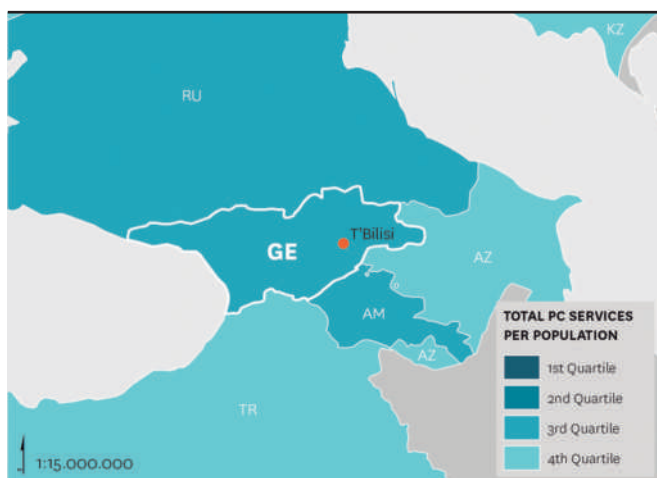 KZ
RU
T'Bilisi
GE
AZ
AM
AZ
TR
TOTAL PC SERVICES
PER POPULATION
1st Quartile
2nd Quartile
3rd Quartile
4th Quartile
1:15.000.000